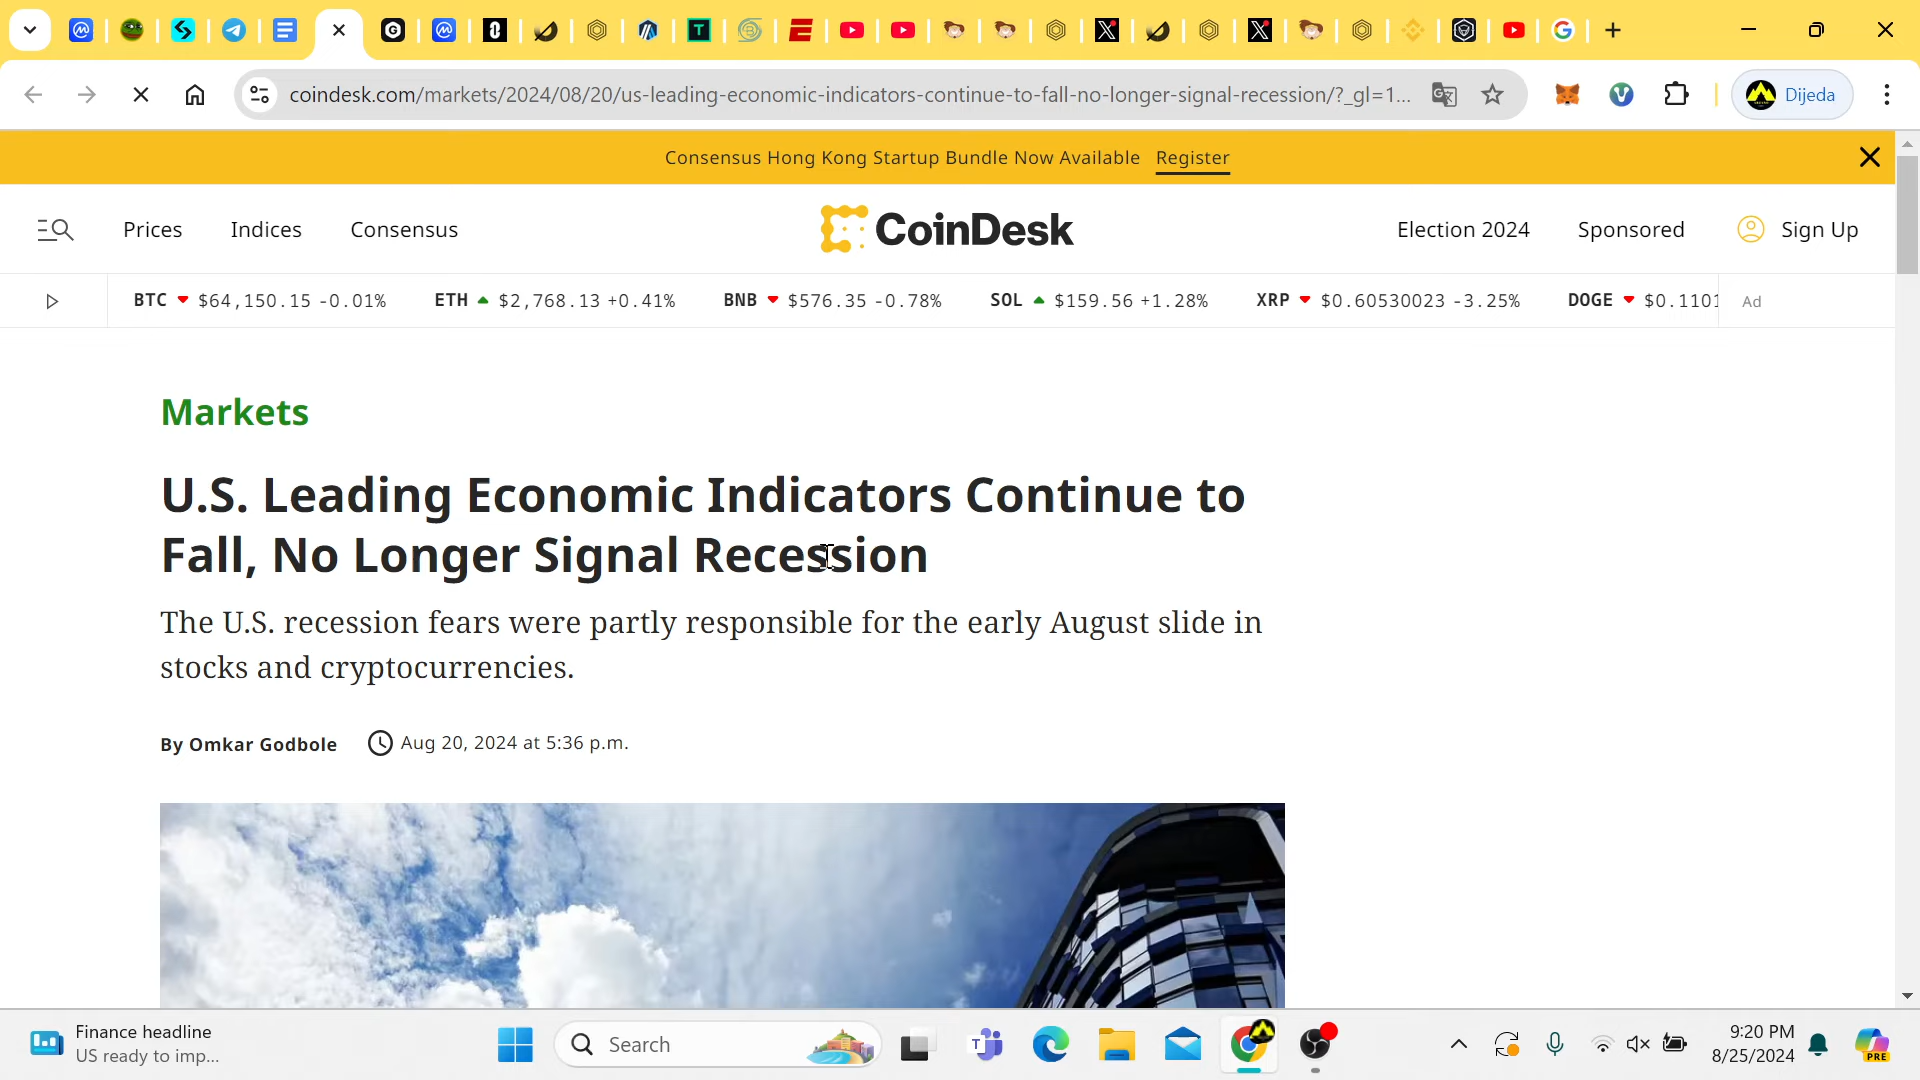 coindesk.com/markets/2024/08/20/us-leading-economic-indicators-continue-to-fall-no-longer-signal-recession/?_gl=1...
Dijeda
Consensus Hong Kong Startup Bundle Now Available Register
Prices Indices Consensus
CoinDesk
Election 2024 Sponsored Sign Up
BTC $64,150.15 -0.01% ETH $2,768.13 +0.41% BNB $576.35 -0.78% SOL $159.56 +1.28% XRP $0.60530023 -3.25% DOGE $0.1101 Ad
Markets
U.S. Leading Economic Indicators Continue to
Fall, No Longer Signal Recession
The U.S. recession fears were partly responsible for the early August slide in
stocks and cryptocurrencies.
By Omkar Godbole Aug 20, 2024 at 5:36 p.m.
Finance headline
US ready to imp...
Search
9:20 PM
8/25/2024
PRE